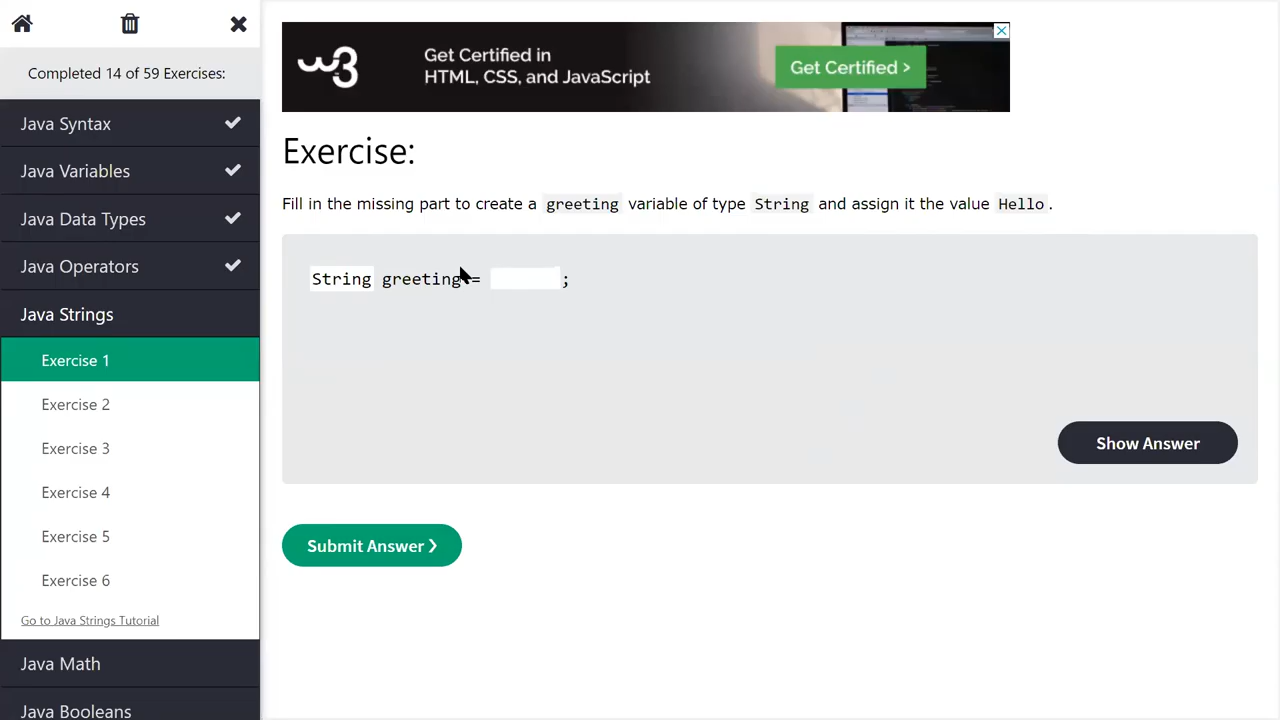 Completed 14 of 59 Exercises:
Java Syntax
Java Variables
Java Data Types
Java Operators
Java Strings
Exercise 1
Exercise 2
Exercise 3
Exercise 4
Exercise 5
Exercise 6
Go to Java Strings Tutorial
Java Math
Java Booleans
w3
Get Certified in
HTML, CSS, and JavaScript
Get Certified >
Exercise:
Fill in the missing part to create a greeting variable of type String and assign it the value Hello.
String greeting = ;
Show Answer
Submit Answer ❯